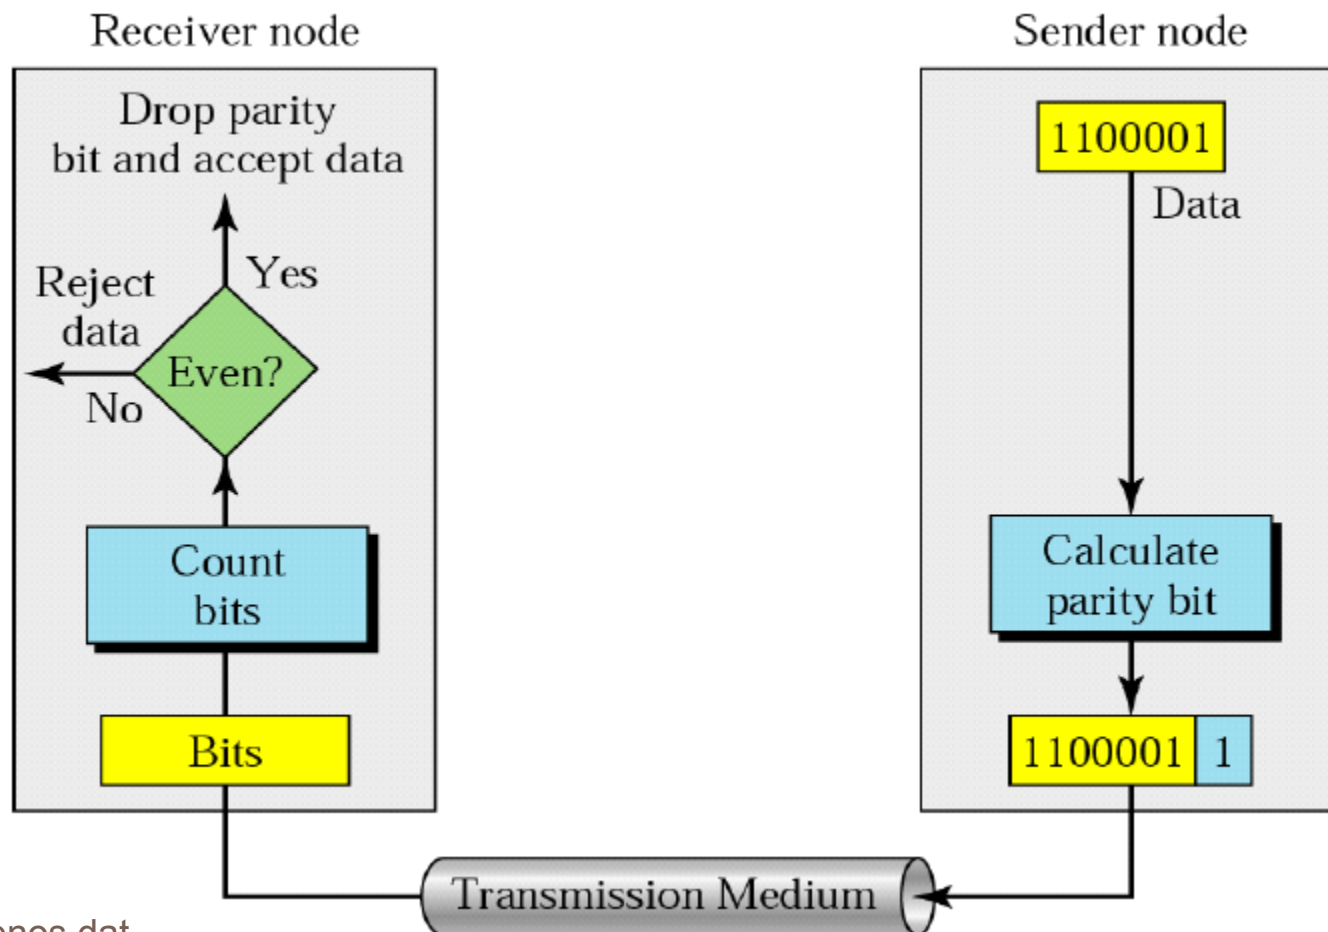 Receiver node
Drop parity
bit and accept data
Yes
Reject
data
Even?
No
Count
bits
Bits
Sender node
1100001
Data
Calculate
parity bit
1100001 1
Transmission Medium
dat